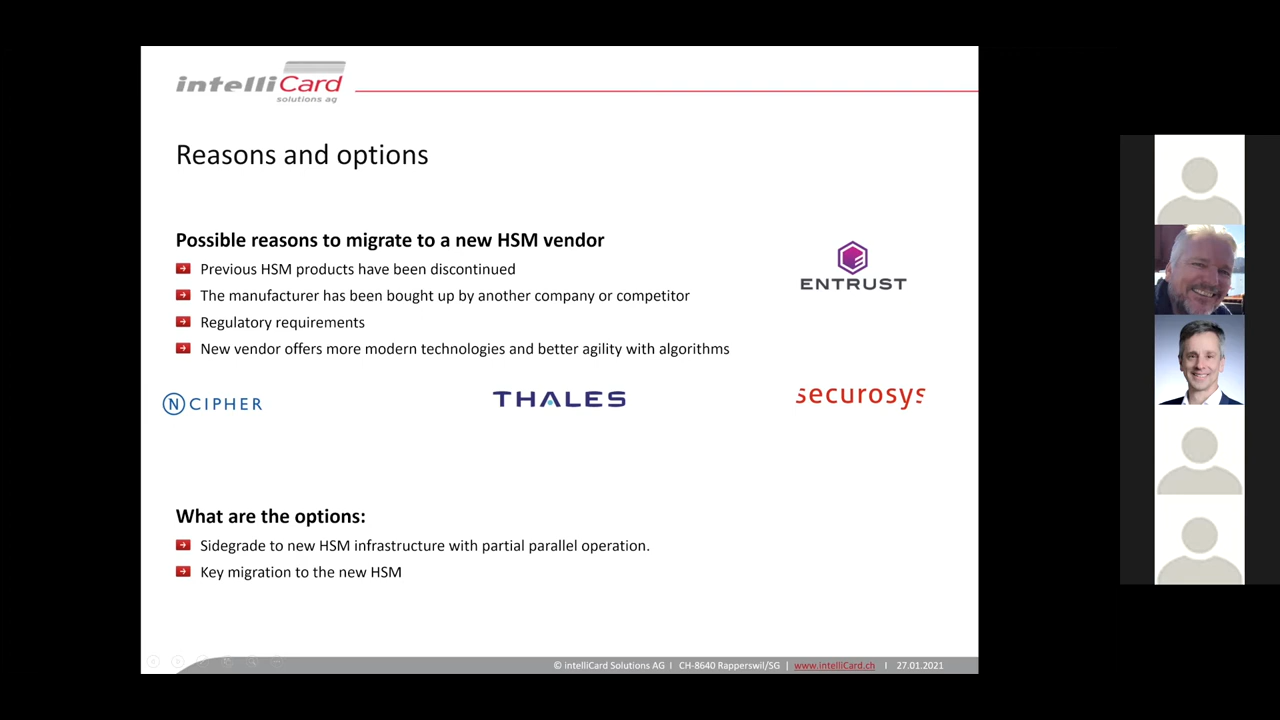 intelliCard
solutions ag
Reasons and options
Possible reasons to migrate to a new HSM vendor
Previous HSM products have been discontinued
The manufacturer has been bought up by another company or competitor
Regulatory requirements
New vendor offers more modern technologies and better agility with algorithms
ENTRUST
NCIPHER
THALES
securosys
What are the options:
Sidegrade to new HSM infrastructure with partial parallel operation.
Key migration to the new HSM
© intelliCard Solutions AG I CH-8640 Rapperswil/SG | www.intelliCard.ch I 27.01.2021